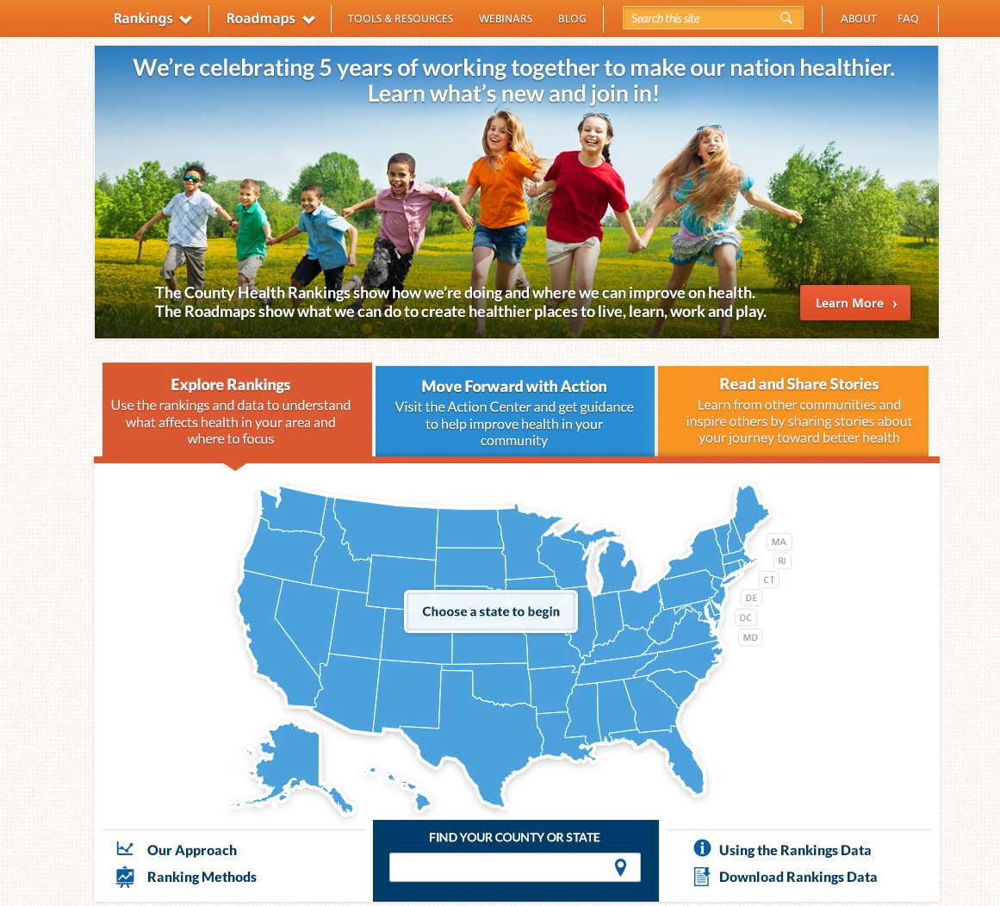 Rankings
Roadmaps
TOOLS & RESOURCES
WEBINARS
BLOG
Search this site
ABOUT
FAQ
We're celebrating 5 years of working together to make our nation healthier.
Learn what's new and join in!
The County Health Rankings show how we're doing and where we can improve on health.
The Roadmaps show what we can do to create healthier places to live, learn, work and play.
Learn More ›
Explore Rankings
Use the rankings and data to understand
what affects health in your area and
where to focus
Move Forward with Action
Visit the Action Center and get guidance
to help improve health in your
community
Read and Share Stories
Learn from other communities and
inspire others by sharing stories about
your journey toward better health
MA
RI
CT
DE
DC
MD
Choose a state to begin
Our Approach
Ranking Methods
FIND YOUR COUNTY OR STATE
Using the Rankings Data
Download Rankings Data